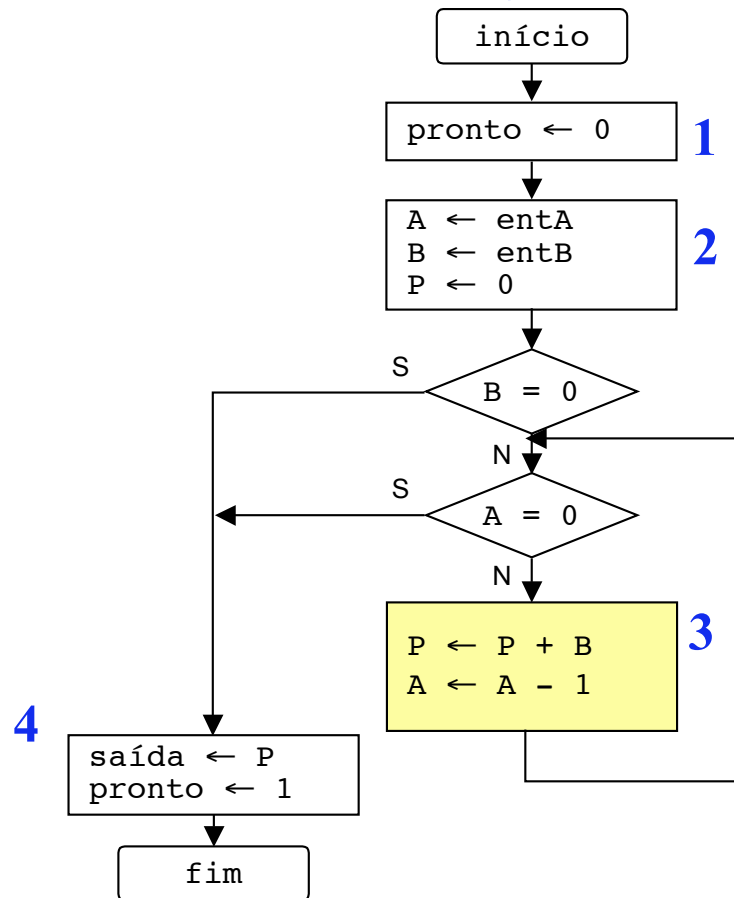 início
pronto ← 0
1
A ← entA
B ← entB
P ← 0
2
S
B = 0
N
S
A = 0
N
P ← P + B
A ← A - 1
3
4
saída ← P
pronto ← 1
fim